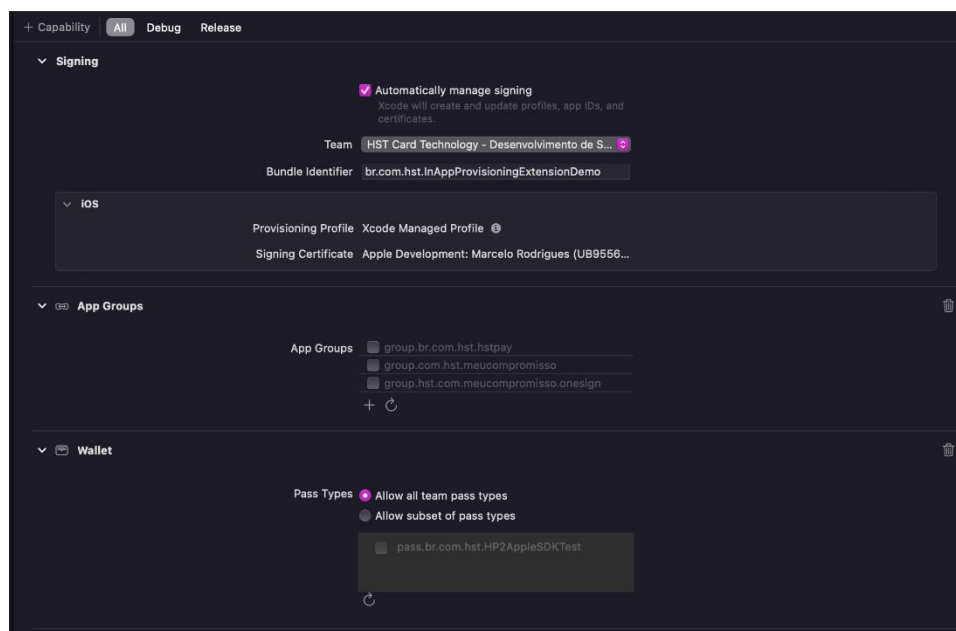 + Capability All Debug Release
Signing
Automatically manage signing
Xcode will create and update profiles, app IDs, and
certificates.
Team HST Card Technology - Desenvolvimento de S...
Bundle Identifier br.com.hst.InAppProvisioningExtensionDemo
iOS
Provisioning Profile Xcode Managed Profile
Signing Certificate Apple Development: Marcelo Rodrigues (UB9556...
App Groups
App Groups group.br.com.hst.hstpay
group.com.hst.meucompromisso
group.hst.com.meucompromisso.onesign
+
Wallet
Pass Types Allow all team pass types
Allow subset of pass types
pass.br.com.hst.HP2AppleSDKTest